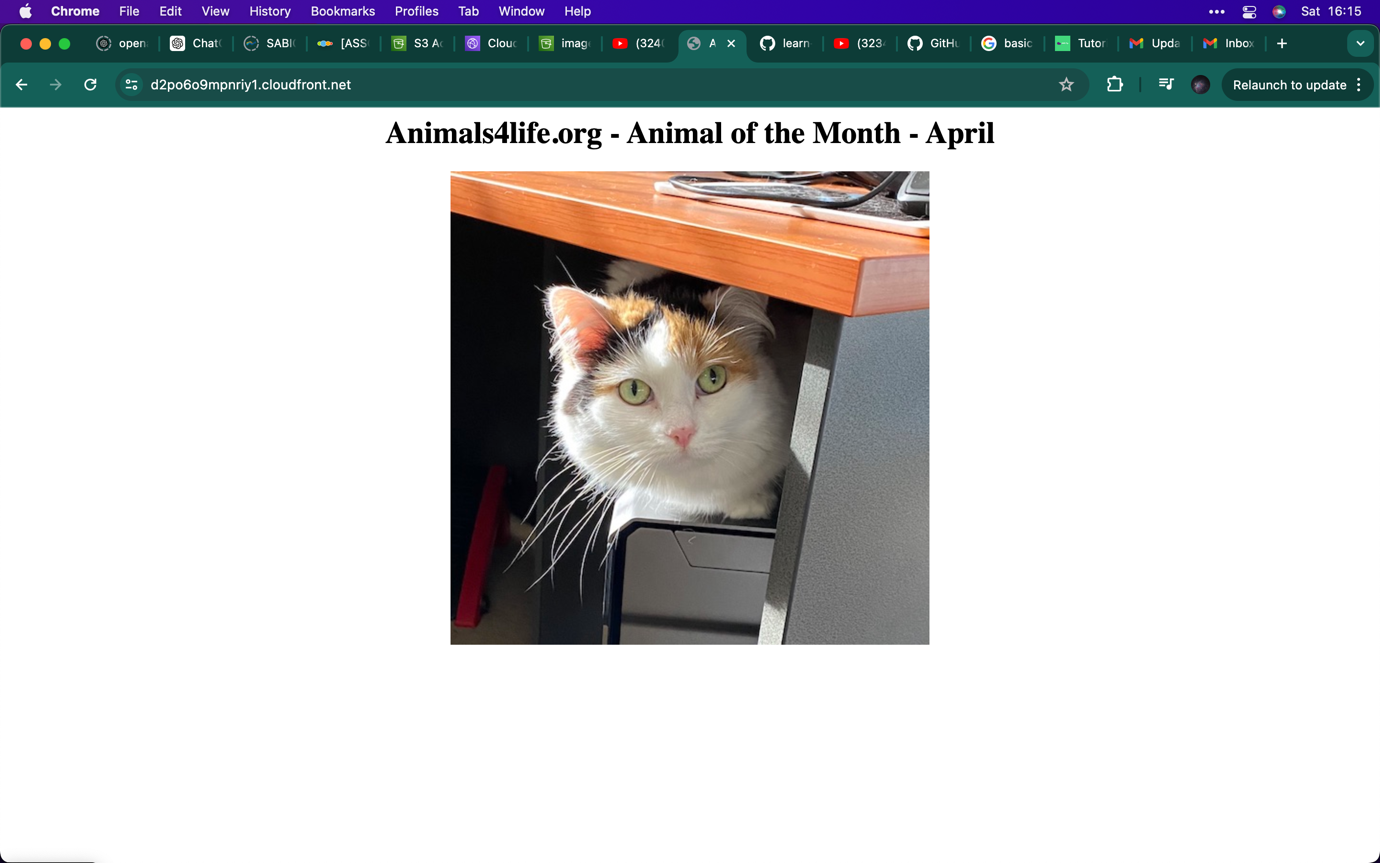 Chrome File Edit View History Bookmarks Profiles Tab Window Help Sat 16:15
open Chat SABI [ASS S3 Ac Clou imag (324 A learn (323 GitHu basic Tutor Upda Inbox
d2po6o9mpnriy1.cloudfront.net Relaunch to update
Animals4life.org - Animal of the Month - April